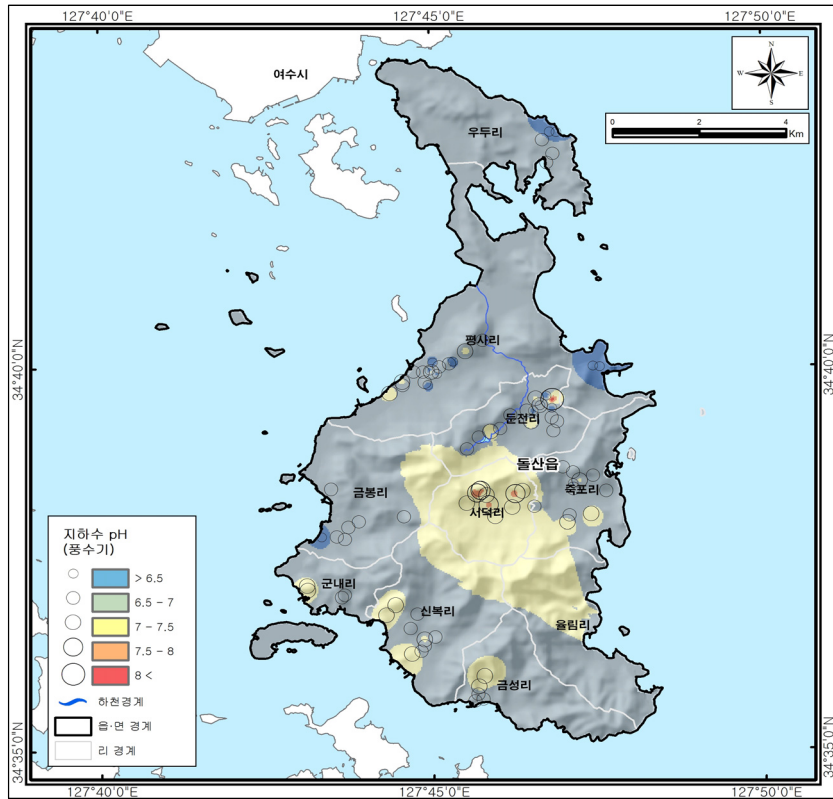 127°40'0"E
127°45'0"E
127°50'0"E
여수시
N
W
E
S
0
2
4
Km
우두리
34°40'0"N
34°40'0"N
평사리
둔전리
돌산읍
금봉리
죽포리
서덕리
지하수 pH
(풍수기)
> 6.5
6.5 - 7
7 - 7.5
7.5 - 8
8 <
하천경계
읍·면 경계
리 경계
군내리
신복리
율림리
금성리
34°35'0"N
34°35'0"N
127°40'0"E
127°45'0"E
127°50'0"E